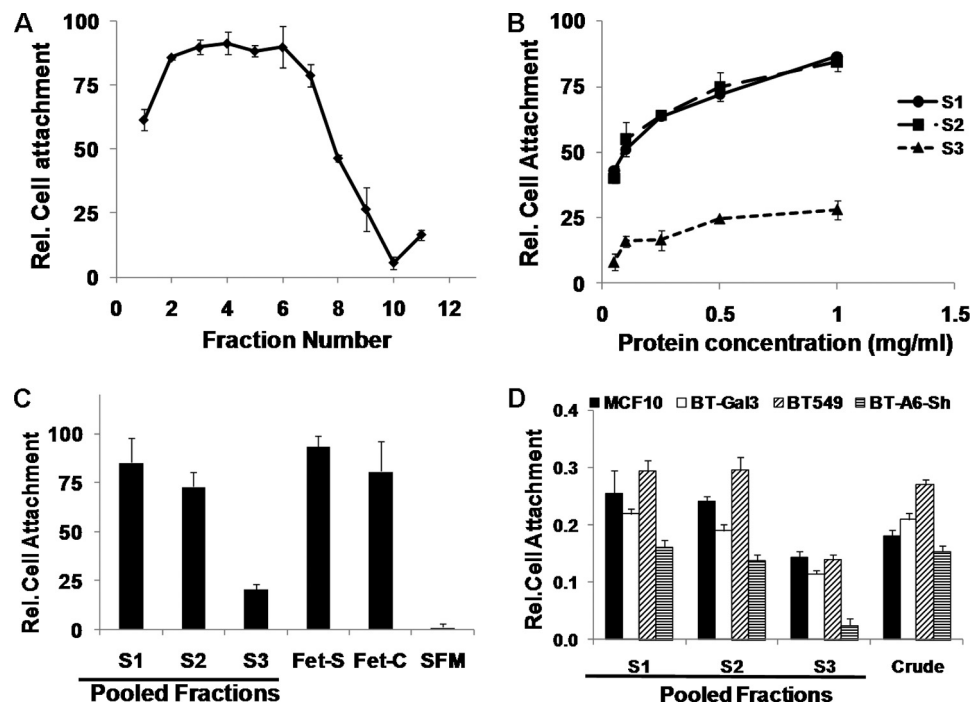 A
Rel. Cell attachment
100
75
50
25
0
0 2 4 6 8 10 12
Fraction Number
B
Rel. Cell Attachment
100
75
50
25
0
0 0.5 1 1.5
Protein concentration (mg/ml)
S1
S2
S3
C
Rel. Cell Attachment
100
75
50
25
0
S1 S2 S3 Fet-S Fet-C SFM
Pooled Fractions
D
MCF10 BT-Gal3 BT549 BT-A6-Sh
Rel. Cell Attachment
0.4
0.3
0.2
0.1
0.0
S1 S2 S3 Crude
Pooled Fractions